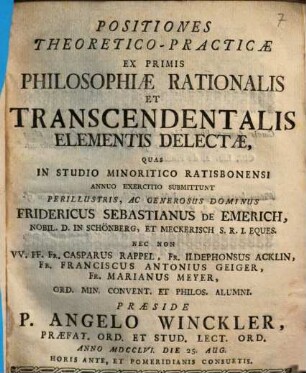 7
POSITIONES
THEORETICO-PRACTICÆ
EX PRIMIS
PHILOSOPHIÆ RATIONALIS
ET
TRANSCENDENTALIS
ELEMENTIS DELECTÆ,
QUAS
IN STUDIO MINORITICO RATISBONENSI
ANNUO EXERCITIO SUBMITTUNT
PERILLUSTRIS, AC GENEROSUS DOMINUS
FRIDERICUS SEBASTIANUS DE EMERICH,
NOBIL. D. IN SCHÖNBERG, ET MECKERISCH S. R. I. EQUES.
NEC NON
VV. FF. FR. CASPARUS RAPPEL, FR. ILDEPHONSUS ACKLIN,
FR. FRANCISCUS ANTONIUS GEIGER,
FR. MARIANUS MEYER,
ORD. MIN. CONVENT. ET PHILOS. ALUMNI.
PRÆSIDE
P. ANGELO WINCKLER,
PRÆFAT. ORD. ET STUD. LECT. ORD.
ANNO MDCCLVI. DIE 25. AUG.
HORIS ANTE, ET POMERIDIANIS CONSUETIS.